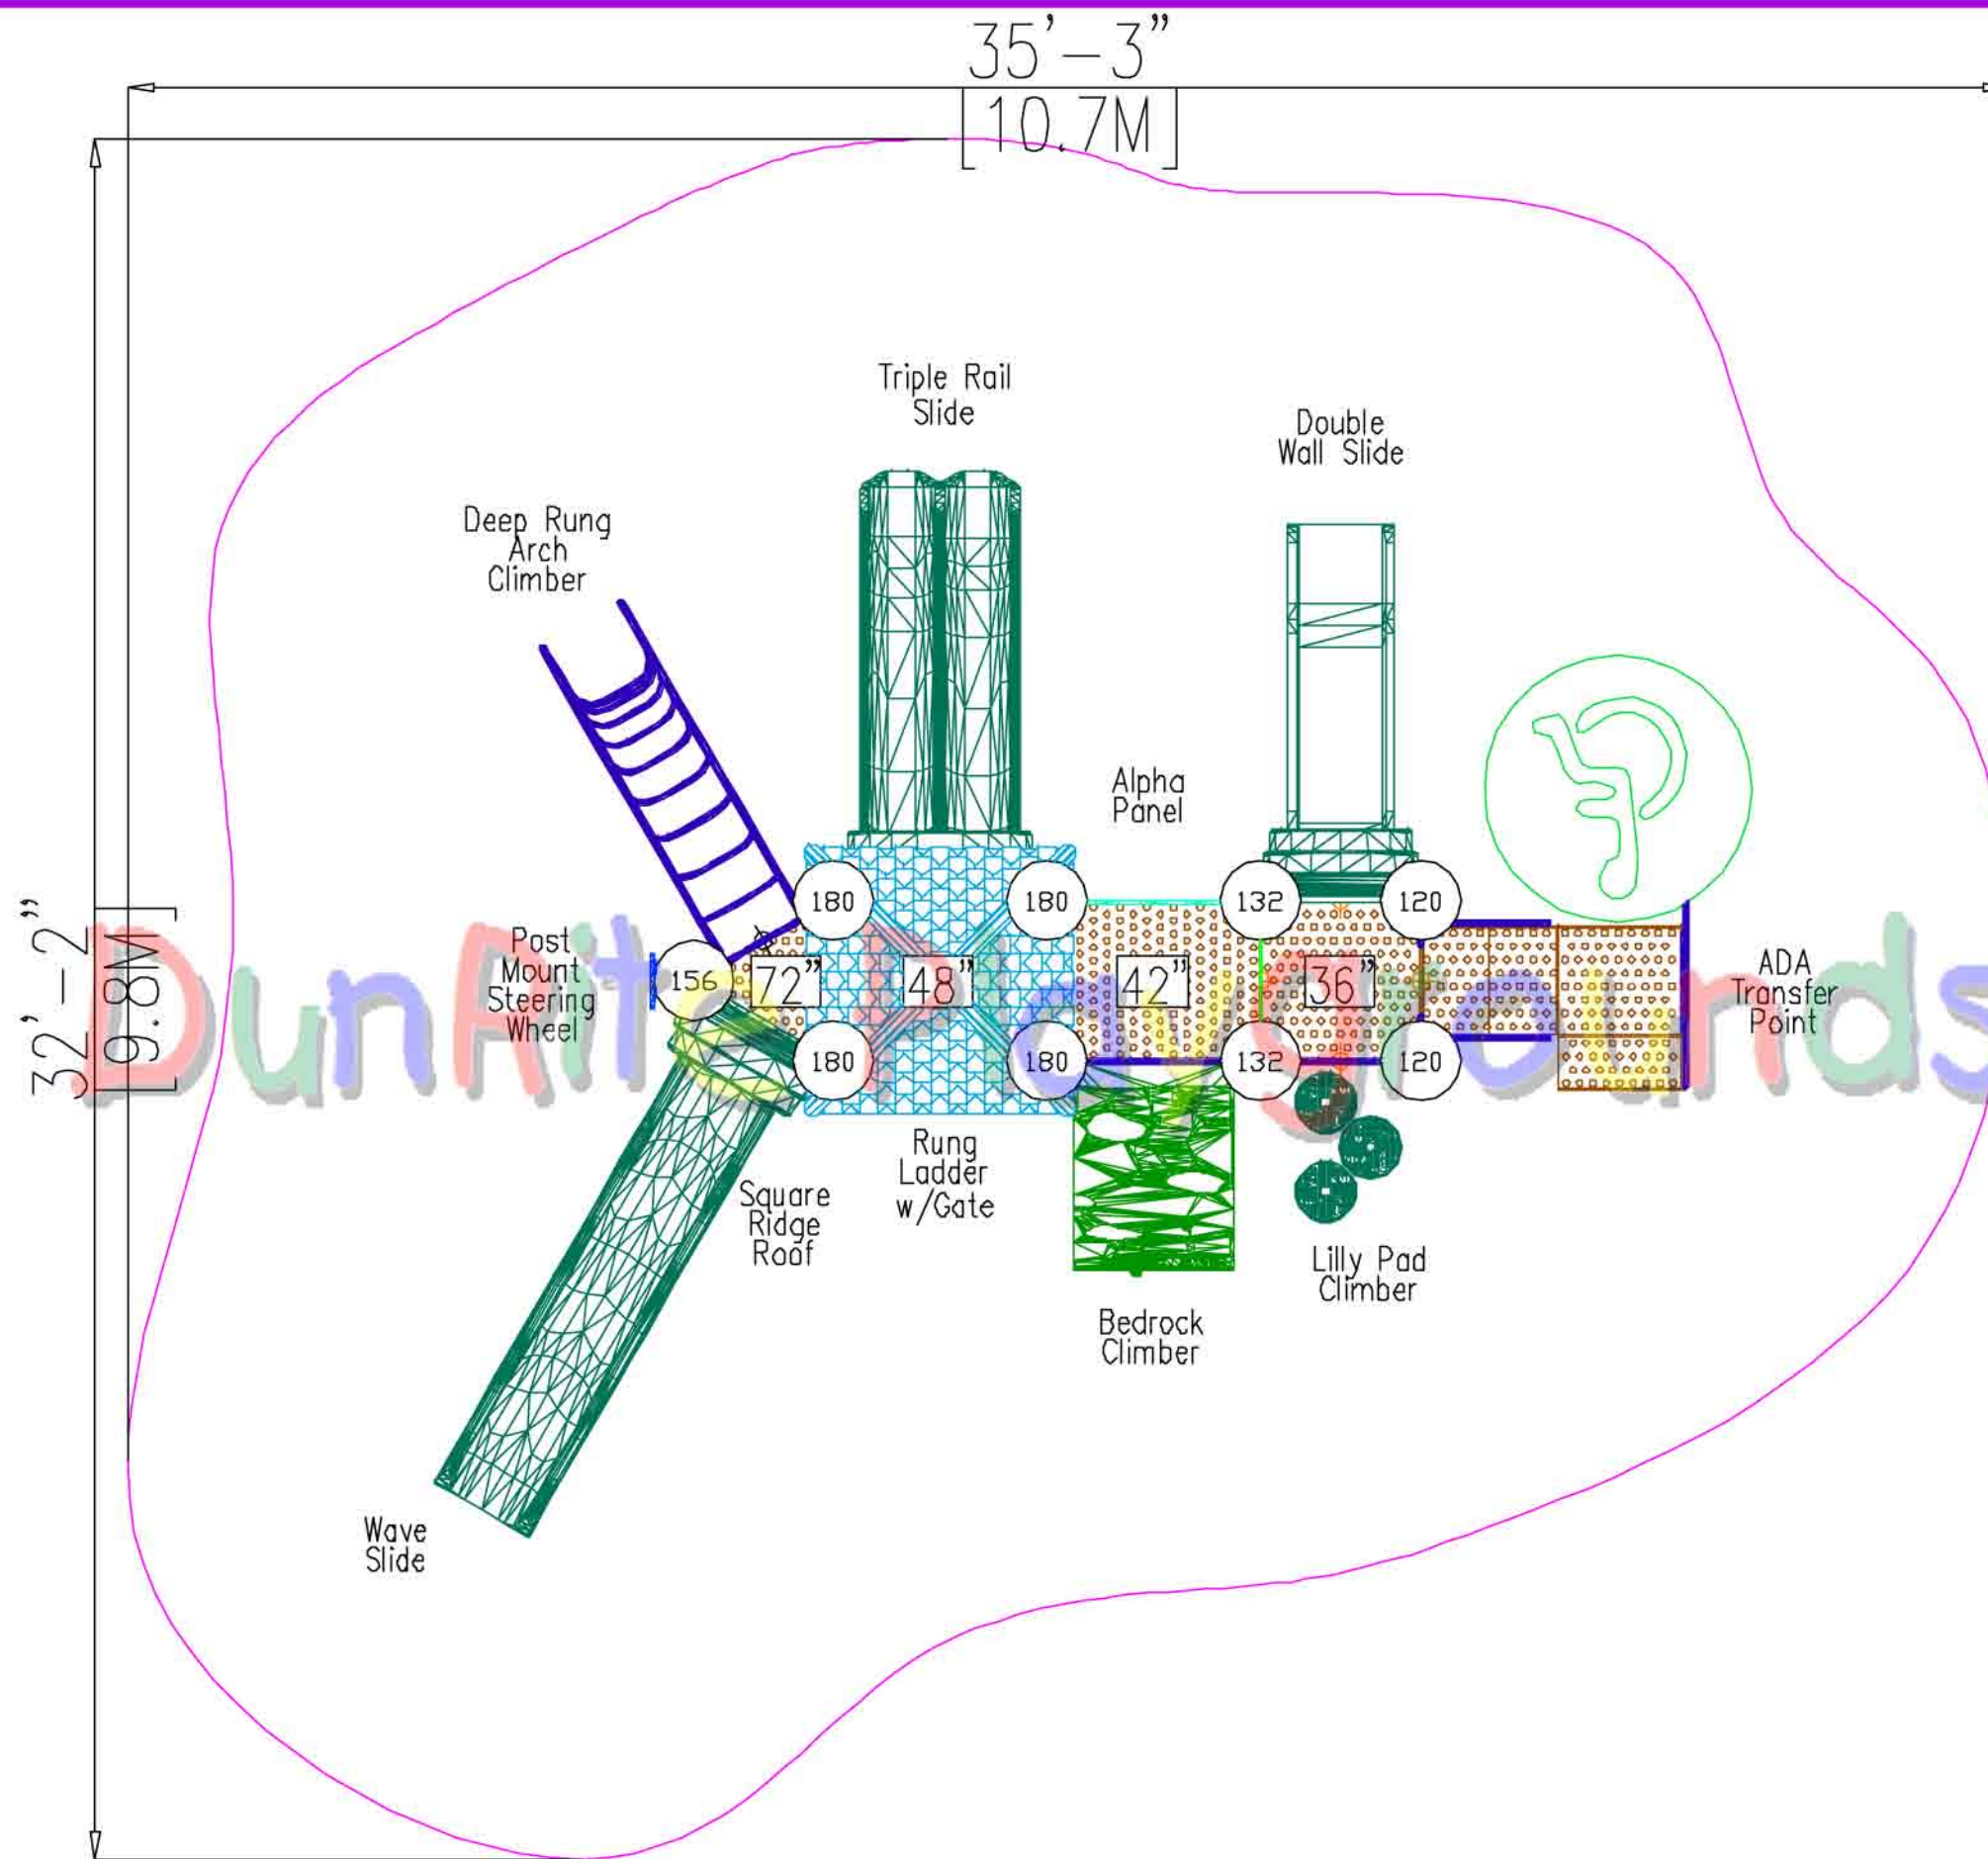 35'-3"
[10.7M]
Triple Rail
Slide
Double
Wall Slide
Deep Rung
Arch
Climber
Alpha
Panel
180
180
132
120
32'-2"
[9.8M]
Post
Mount
Steering
Wheel
156
72"
48"
42"
36"
ADA
Transfer
Point
DunRite Playgrounds
180
180
132
120
Rung
Ladder
w/Gate
Square
Ridge
Roof
Lilly Pad
Climber
Bedrock
Climber
Wave
Slide